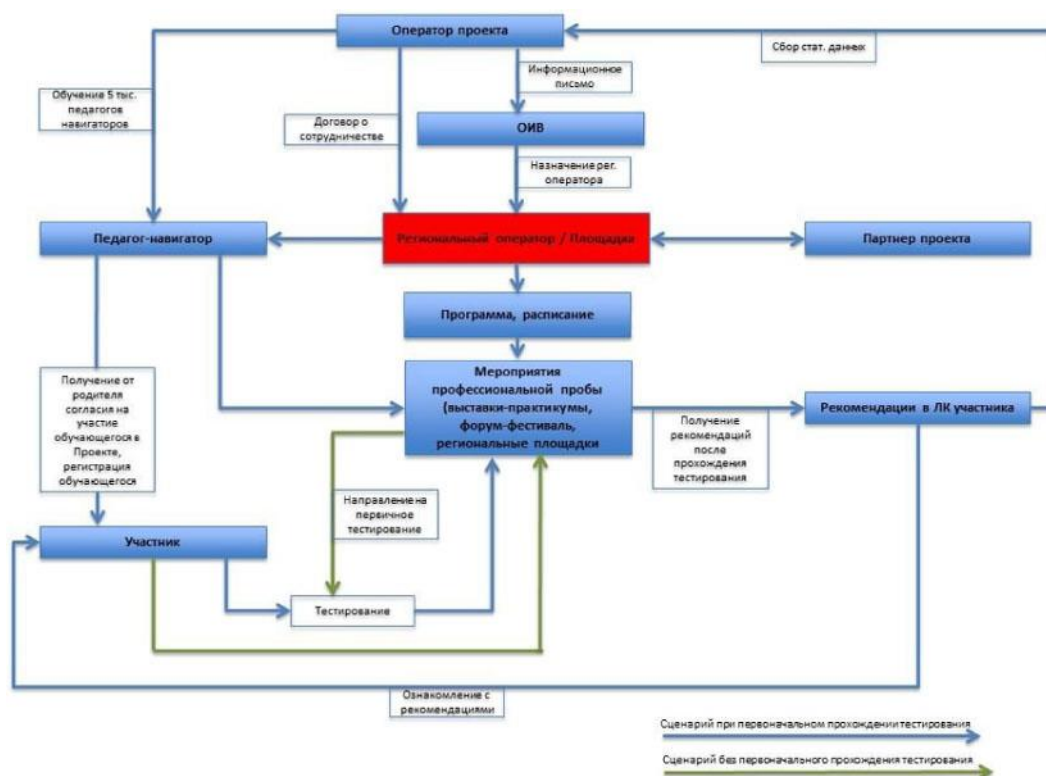 Оператор проекта
Сбор стат. данных
Информационное
письмо
Обучение 5 тыс.
педагогов
навигаторов
Договор о
сотрудничестве
ОИВ
Назначение рег.
оператора
Педагог-навигатор
Региональный оператор / Площадка
Партнер проекта
Программа, расписание
Мероприятия
профессиональной пробы
(выставки-практикумы,
форум-фестиваль,
региональные площадки
Получение от
родителя
согласия на
участие
обучающегося в
Проекте,
регистрация
обучающегося
Рекомендации в ЛК участника
Получение
рекомендаций
после
прохождения
тестирования
Направление на
первичное
тестирование
Участник
Тестирование
Ознакомление с
рекомендациями
Сценарий при первоначальном прохождении тестирования
Сценарий без первоначального прохождения тестирования